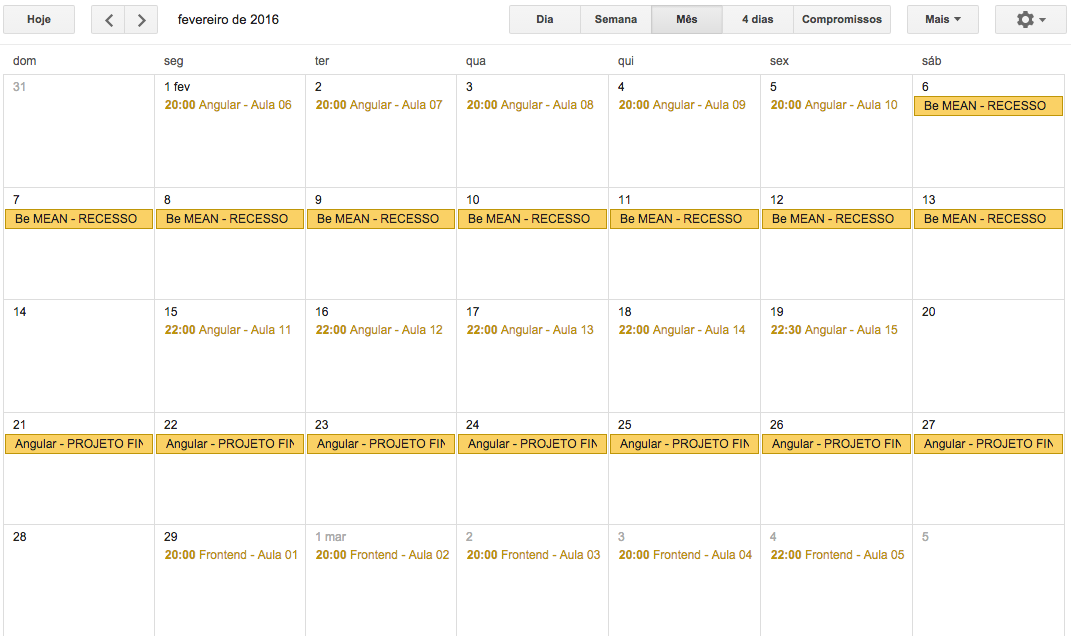 Hoje fevereiro de 2016 Dia Semana Mês 4 dias Compromissos Mais
dom seg ter qua qui sex sáb
31 1 fev 2 3 4 5 6
20:00 Angular - Aula 06 20:00 Angular - Aula 07 20:00 Angular - Aula 08 20:00 Angular - Aula 09 20:00 Angular - Aula 10 Be MEAN - RECESSO
7 8 9 10 11 12 13
Be MEAN - RECESSO Be MEAN - RECESSO Be MEAN - RECESSO Be MEAN - RECESSO Be MEAN - RECESSO Be MEAN - RECESSO Be MEAN - RECESSO
14 15 16 17 18 19 20
22:00 Angular - Aula 11 22:00 Angular - Aula 12 22:00 Angular - Aula 13 22:00 Angular - Aula 14 22:30 Angular - Aula 15
21 22 23 24 25 26 27
Angular - PROJETO FIN Angular - PROJETO FIN Angular - PROJETO FIN Angular - PROJETO FIN Angular - PROJETO FIN Angular - PROJETO FIN Angular - PROJETO FIN
28 29 1 mar 2 3 4 5
20:00 Frontend - Aula 01 20:00 Frontend - Aula 02 20:00 Frontend - Aula 03 20:00 Frontend - Aula 04 22:00 Frontend - Aula 05